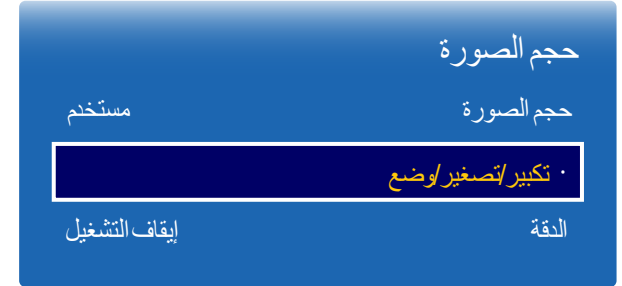 حجم الصورة
حجم الصورة مستخدم
· تكبير/تصغير/وضع
الدقة إيقاف التشغيل